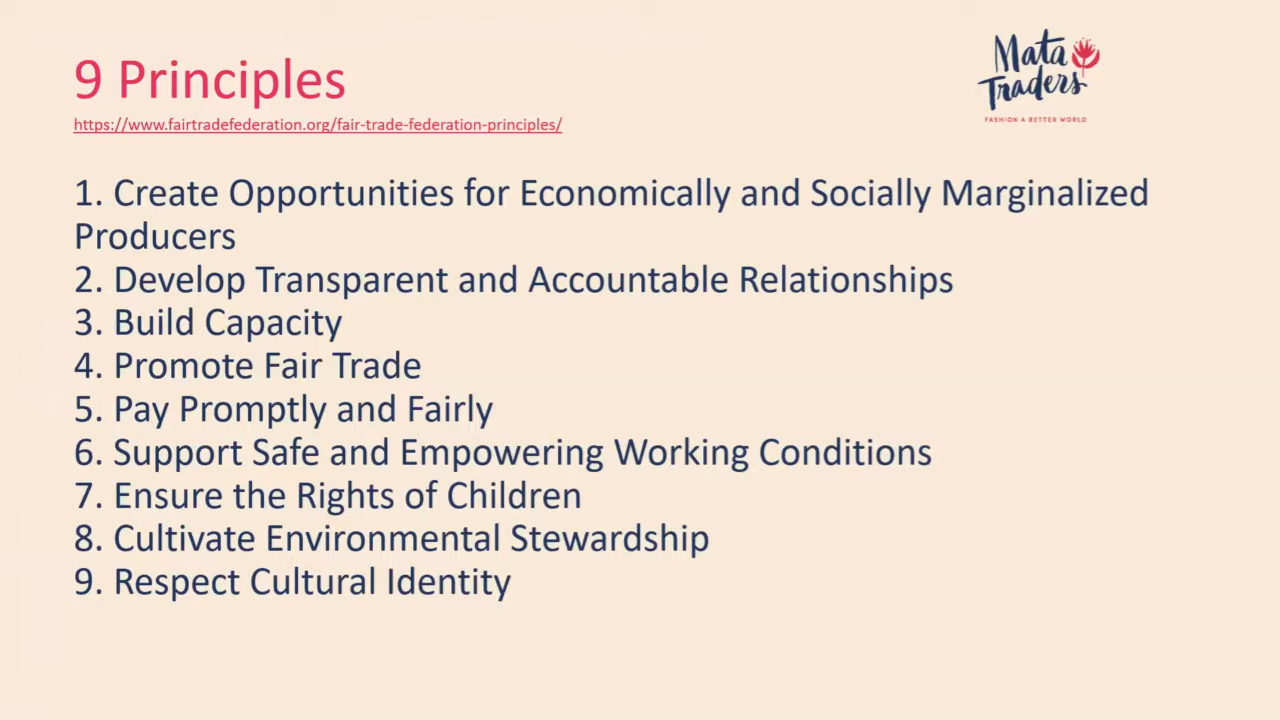 9 Principles
https://www.fairtradefederation.org/fair-trade-federation-principles/
Mata
Traders
FASHION A BETTER WORLD
1. Create Opportunities for Economically and Socially Marginalized
Producers
2. Develop Transparent and Accountable Relationships
3. Build Capacity
4. Promote Fair Trade
5. Pay Promptly and Fairly
6. Support Safe and Empowering Working Conditions
7. Ensure the Rights of Children
8. Cultivate Environmental Stewardship
9. Respect Cultural Identity